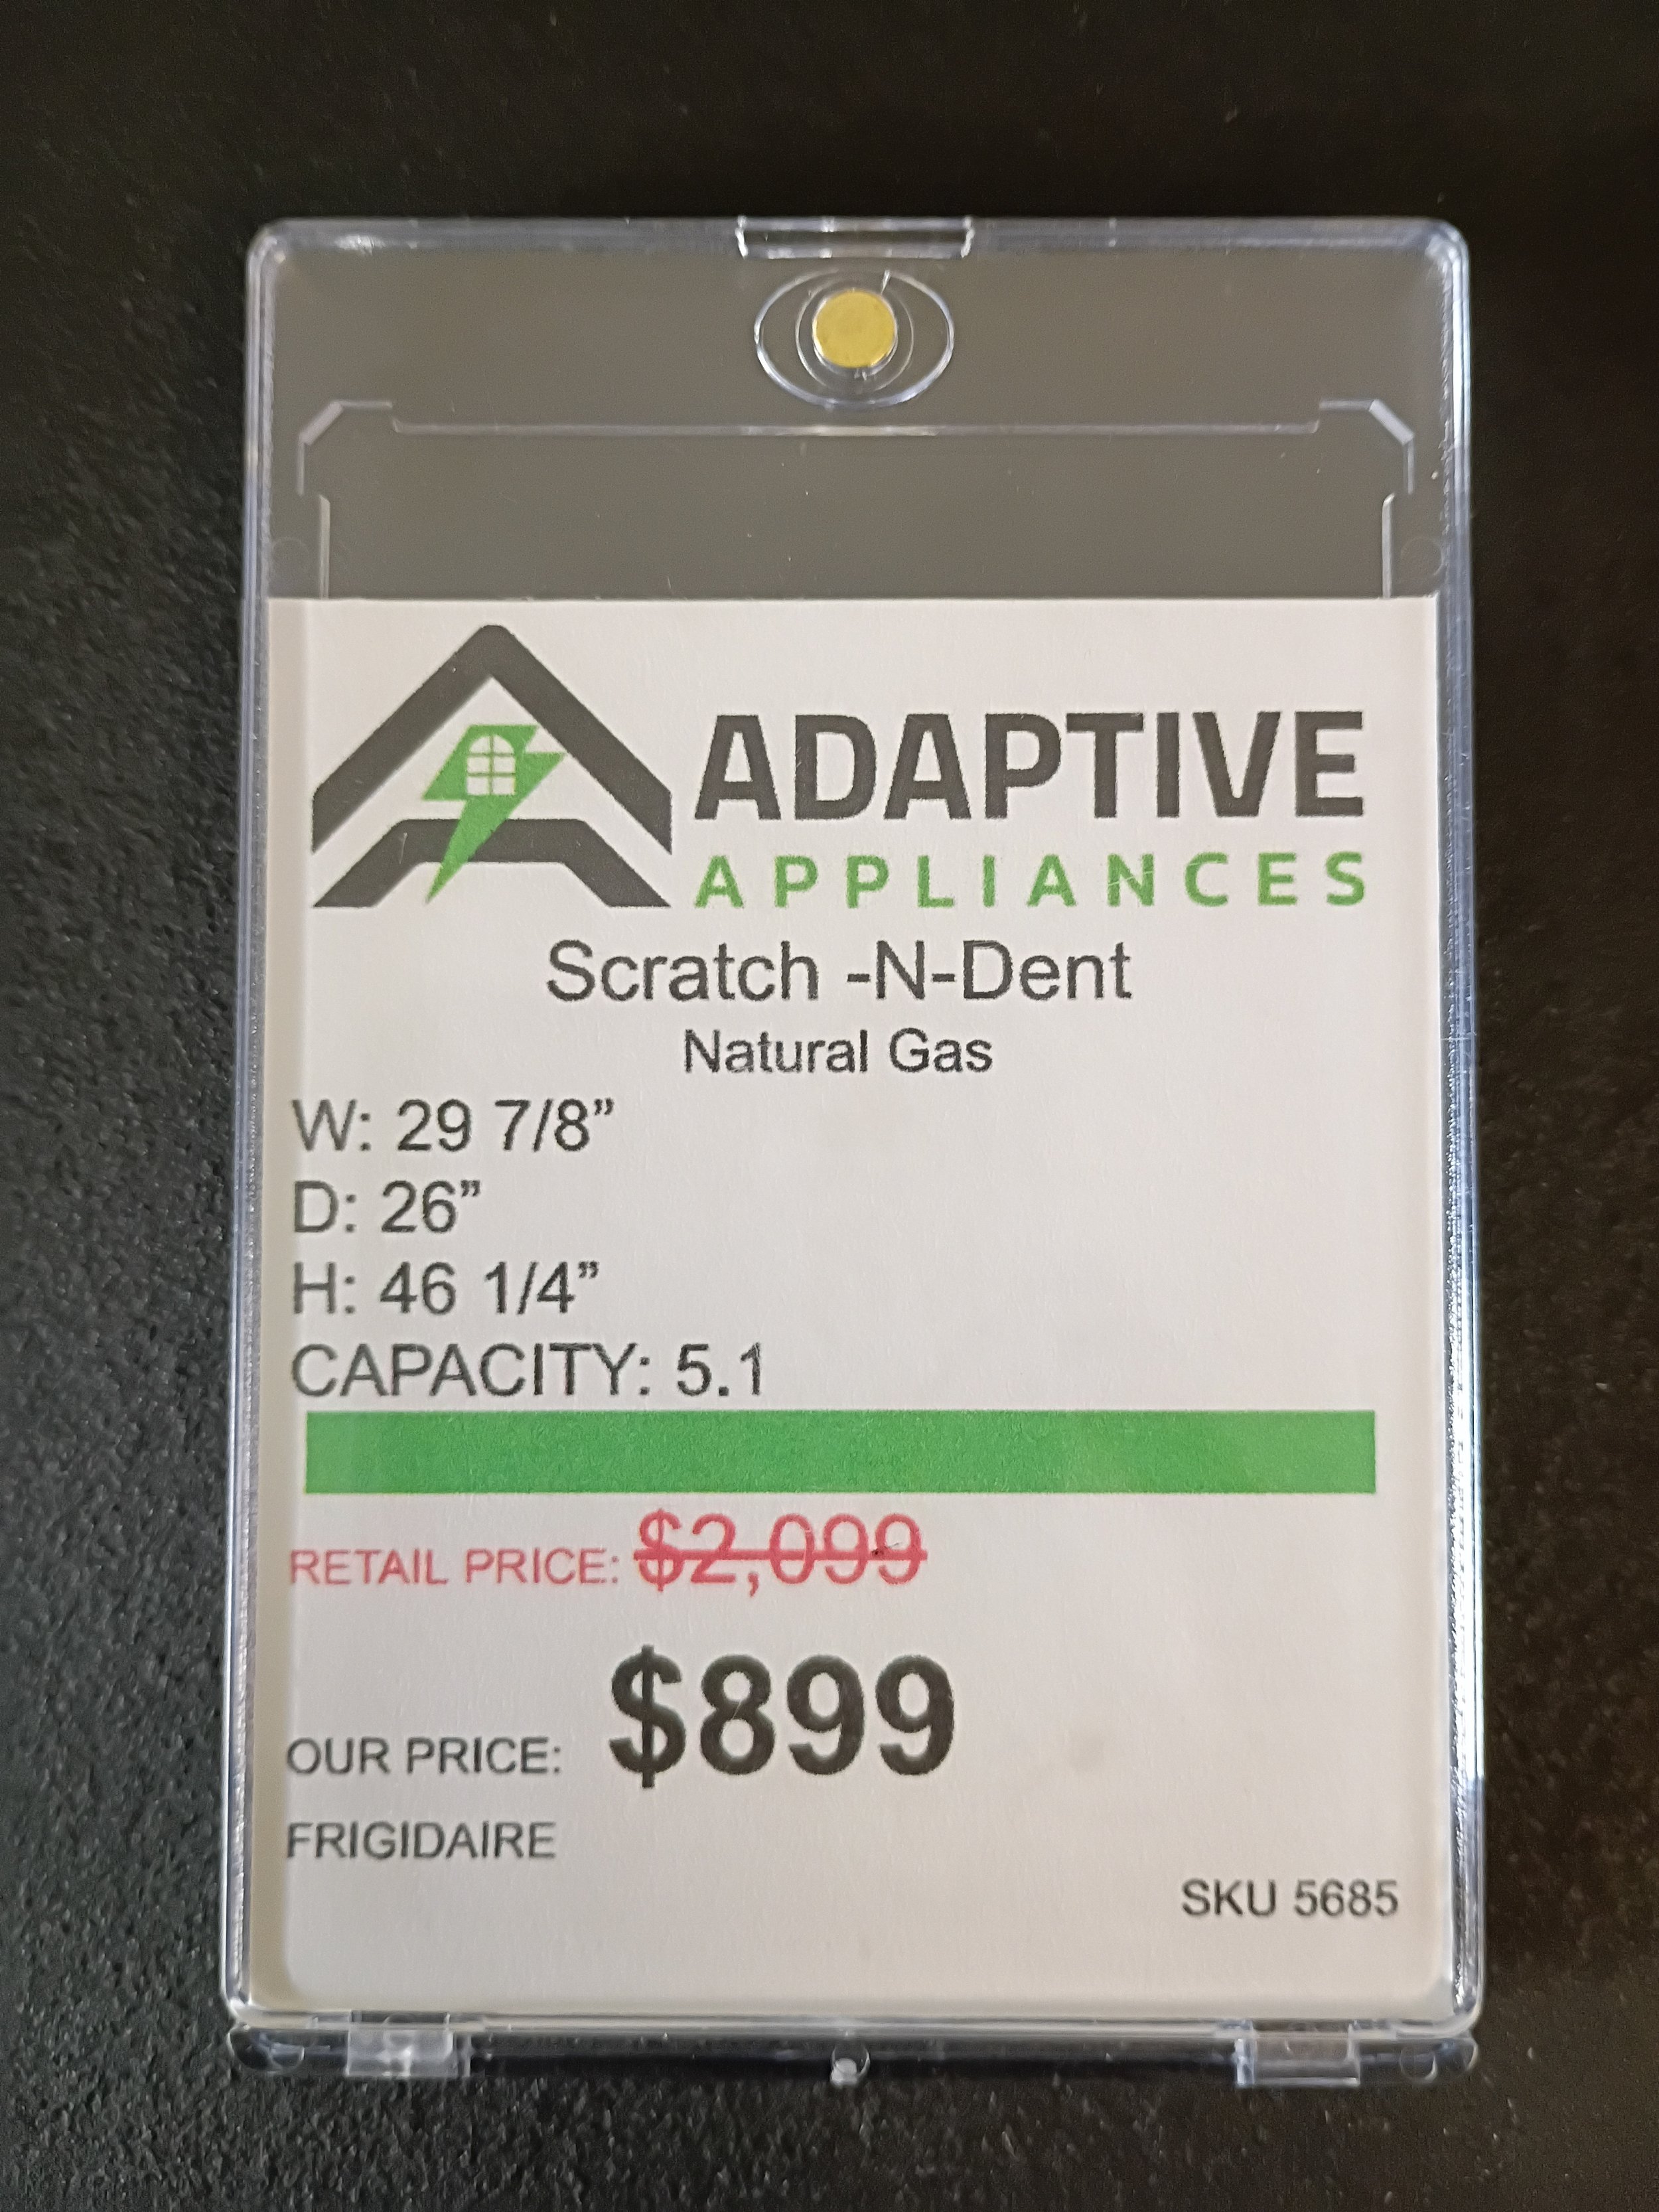 ADAPTIVE
APPLIANCES
Scratch -N-Dent
Natural Gas
W: 29 7/8”
D: 26”
H: 46 1/4”
CAPACITY: 5.1
RETAIL PRICE: $2,099
OUR PRICE: $899
FRIGIDAIRE
SKU 5685